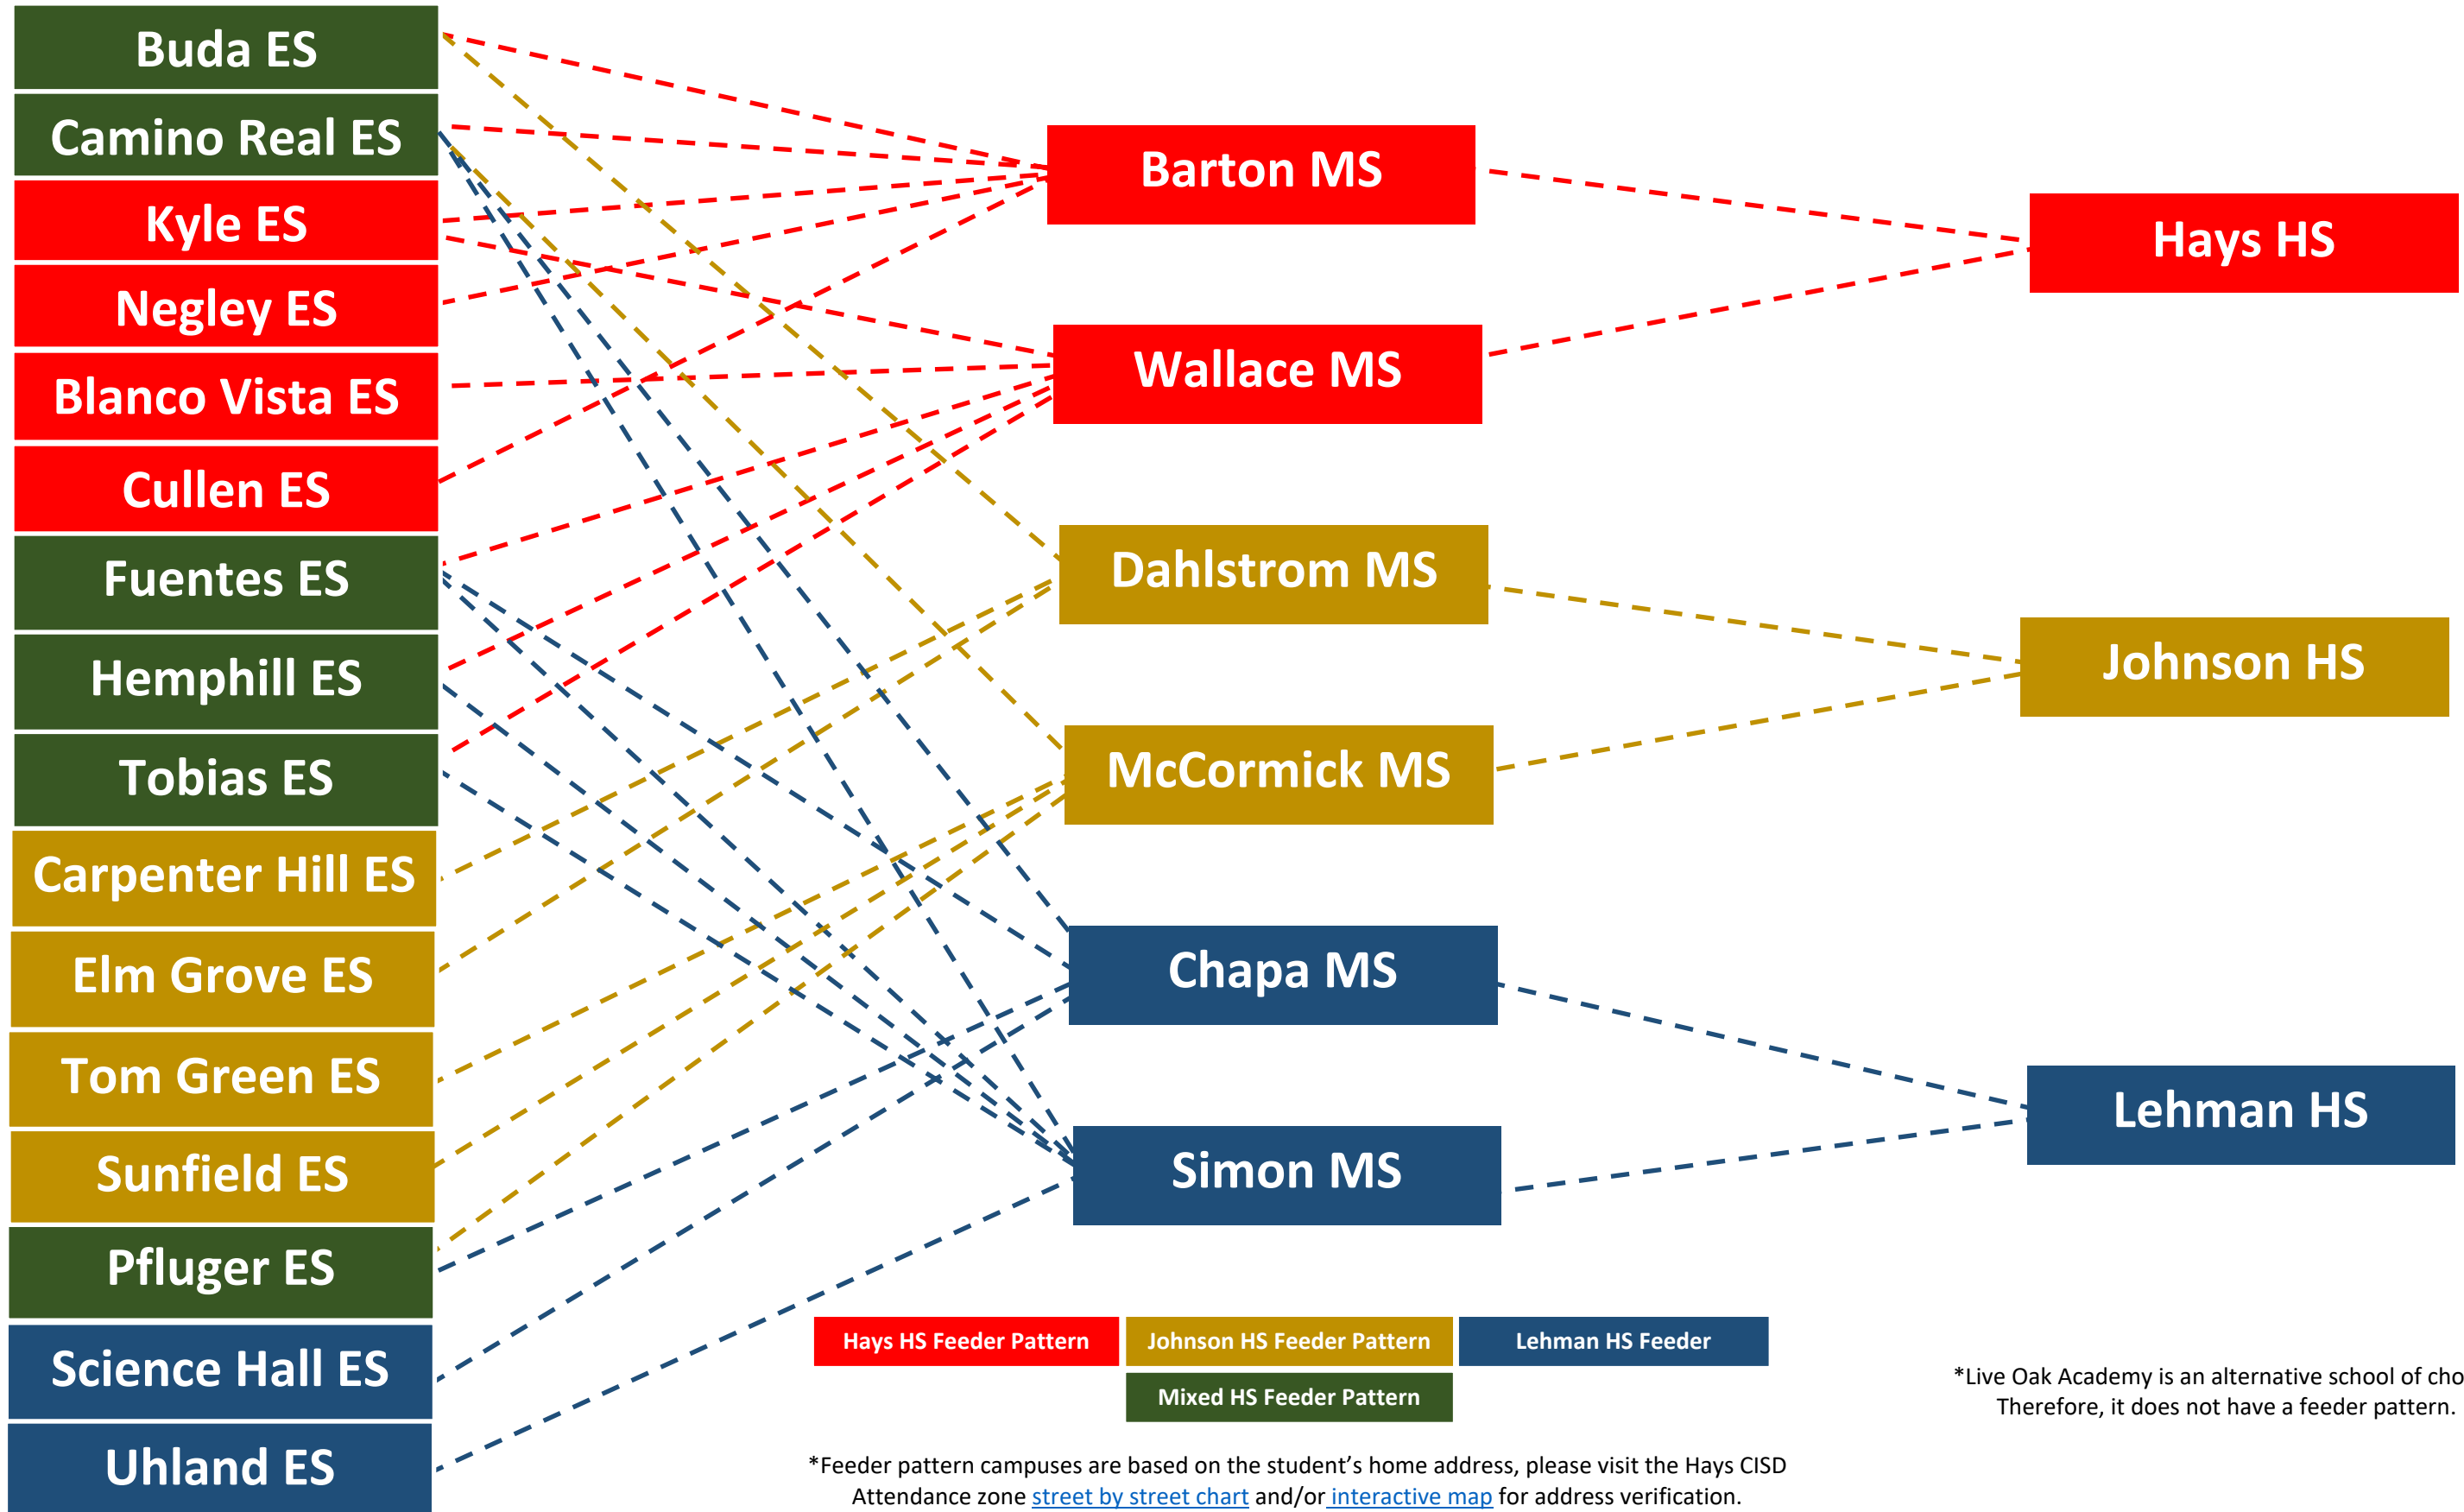 Buda ES
Camino Real ES
Kyle ES
Negley ES
Blanco Vista ES
Cullen ES
Fuentes ES
Hemphill ES
Tobias ES
Carpenter Hill ES
Elm Grove ES
Tom Green ES
Sunfield ES
Pfluger ES
Science Hall ES
Uhland ES
Barton MS
Wallace MS
Dahlstrom MS
McCormick MS
Chapa MS
Simon MS
Hays HS
Johnson HS
Lehman HS
Hays HS Feeder Pattern
Johnson HS Feeder Pattern
Lehman HS Feeder
Mixed HS Feeder Pattern
*Feeder pattern campuses are based on the student’s home address, please visit the Hays CISD
Attendance zone street by street chart and/or interactive map for address verification.
*Live Oak Academy is an alternative school of cho
Therefore, it does not have a feeder pattern.